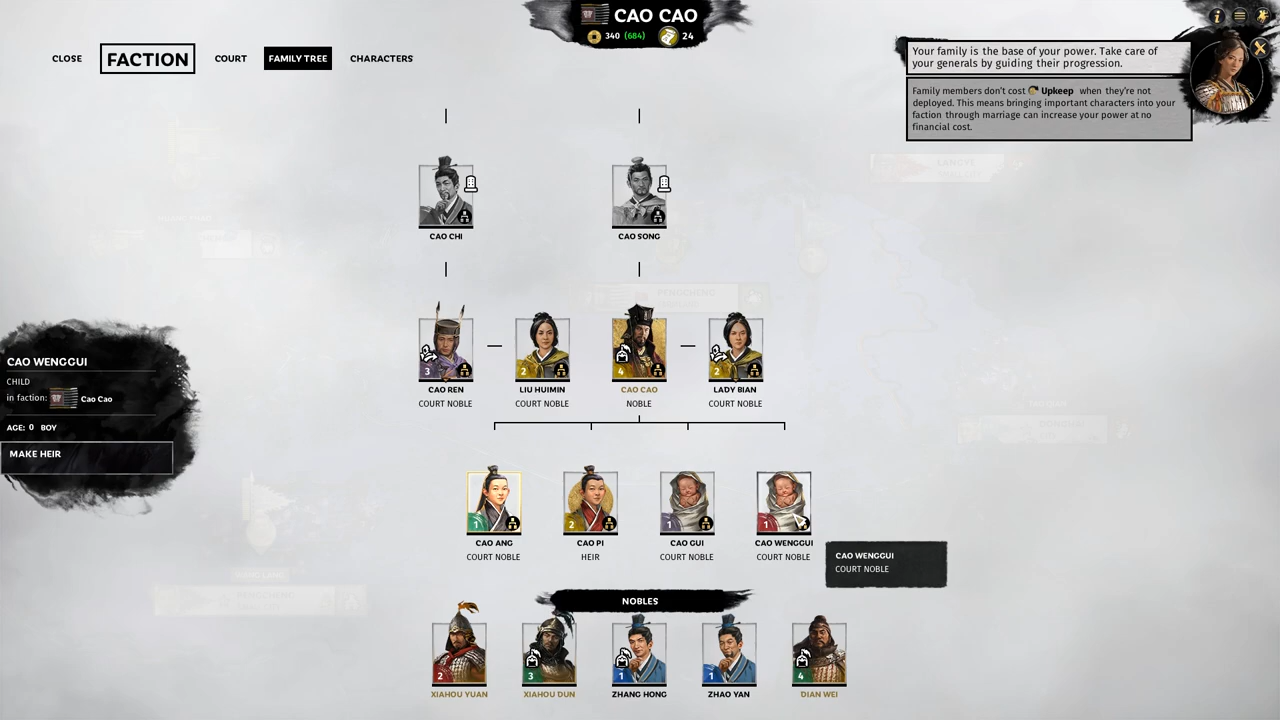 CAO CAO
340 (684)
24
CLOSE
FACTION
COURT
FAMILY TREE
CHARACTERS
Your family is the base of your power. Take care of
your generals by guiding their progression.
Family members don't cost Upkeep when they're not
deployed. This means bringing important characters into your
faction through marriage can increase your power at no
financial cost.
CAO CHI
CAO SONG
3
2
4
2
CAO REN
LIU HUIMIN
CAO CAO
LADY BIAN
COURT NOBLE
COURT NOBLE
NOBLE
COURT NOBLE
CAO WENGGUI
CHILD
in faction: Cao Cao
AGE: 0 BOY
MAKE HEIR
1
2
1
1
CAO ANG
CAO PI
CAO GUI
CAO WENGGUI
COURT NOBLE
HEIR
COURT NOBLE
COURT NOBLE
CAO WENGGUI
COURT NOBLE
NOBLES
2
3
1
1
4
XIAHOU YUAN
XIAHOU DUN
ZHANG HONG
ZHAO YAN
DIAN WEI